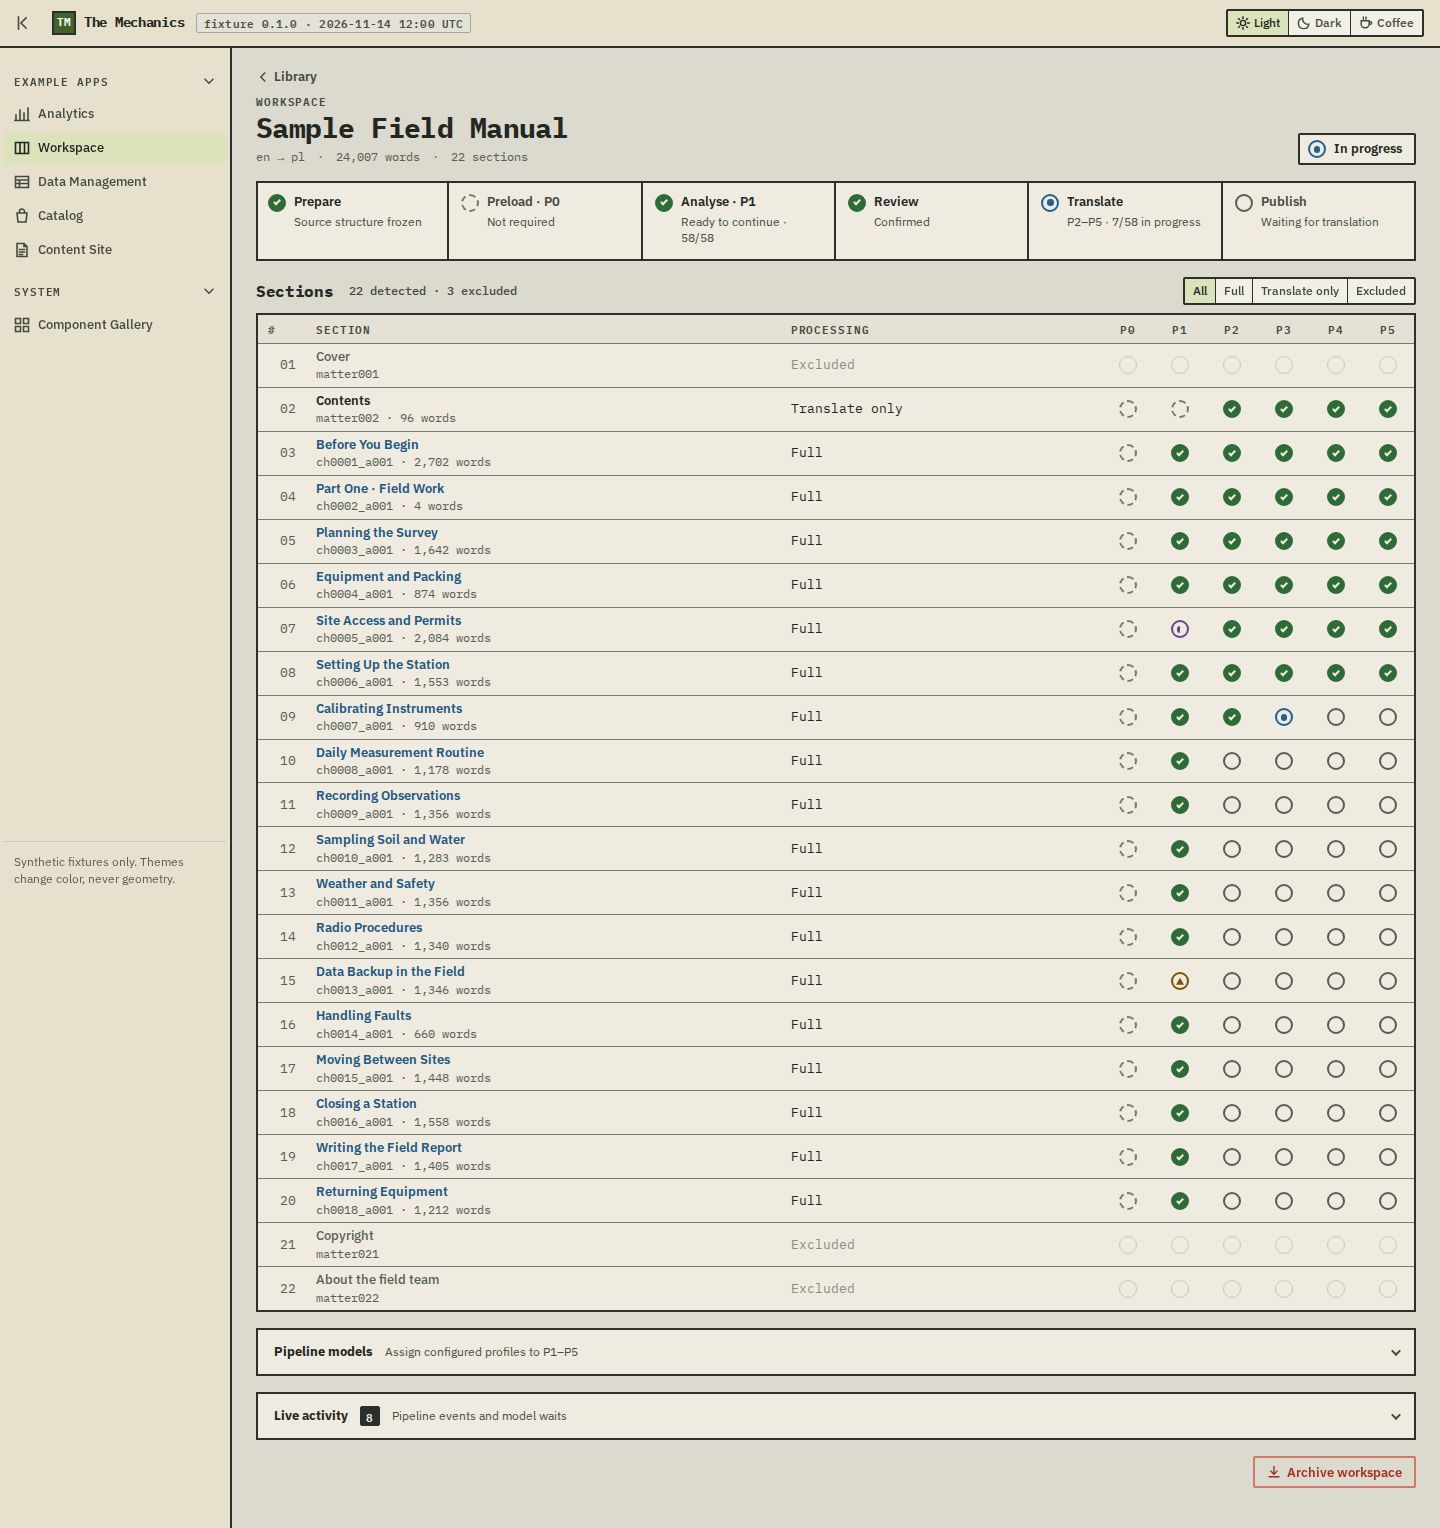 TM The Mechanics fixture 0.1.0 · 2026-11-14 12:00 UTC Light Dark Coffee
EXAMPLE APPS
Analytics
Workspace
Data Management
Catalog
Content Site
SYSTEM
Component Gallery
Synthetic fixtures only. Themes
change color, never geometry.
Library
WORKSPACE
Sample Field Manual
en → pl · 24,007 words · 22 sections
In progress
Prepare
Source structure frozen
Preload · P0
Not required
Analyse · P1
Ready to continue ·
58/58
Review
Confirmed
Translate
P2–P5 · 7/58 in progress
Publish
Waiting for translation
Sections 22 detected · 3 excluded All Full Translate only Excluded
# SECTION PROCESSING P0 P1 P2 P3 P4 P5
01 Cover Excluded
matter001
02 Contents Translate only
matter002 · 96 words
03 Before You Begin Full
ch0001_a001 · 2,702 words
04 Part One · Field Work Full
ch0002_a001 · 4 words
05 Planning the Survey Full
ch0003_a001 · 1,642 words
06 Equipment and Packing Full
ch0004_a001 · 874 words
07 Site Access and Permits Full
ch0005_a001 · 2,084 words
08 Setting Up the Station Full
ch0006_a001 · 1,553 words
09 Calibrating Instruments Full
ch0007_a001 · 910 words
10 Daily Measurement Routine Full
ch0008_a001 · 1,178 words
11 Recording Observations Full
ch0009_a001 · 1,356 words
12 Sampling Soil and Water Full
ch0010_a001 · 1,283 words
13 Weather and Safety Full
ch0011_a001 · 1,356 words
14 Radio Procedures Full
ch0012_a001 · 1,340 words
15 Data Backup in the Field Full
ch0013_a001 · 1,346 words
16 Handling Faults Full
ch0014_a001 · 660 words
17 Moving Between Sites Full
ch0015_a001 · 1,448 words
18 Closing a Station Full
ch0016_a001 · 1,558 words
19 Writing the Field Report Full
ch0017_a001 · 1,405 words
20 Returning Equipment Full
ch0018_a001 · 1,212 words
21 Copyright Excluded
matter021
22 About the field team Excluded
matter022
Pipeline models Assign configured profiles to P1–P5
Live activity 8 Pipeline events and model waits
Archive workspace